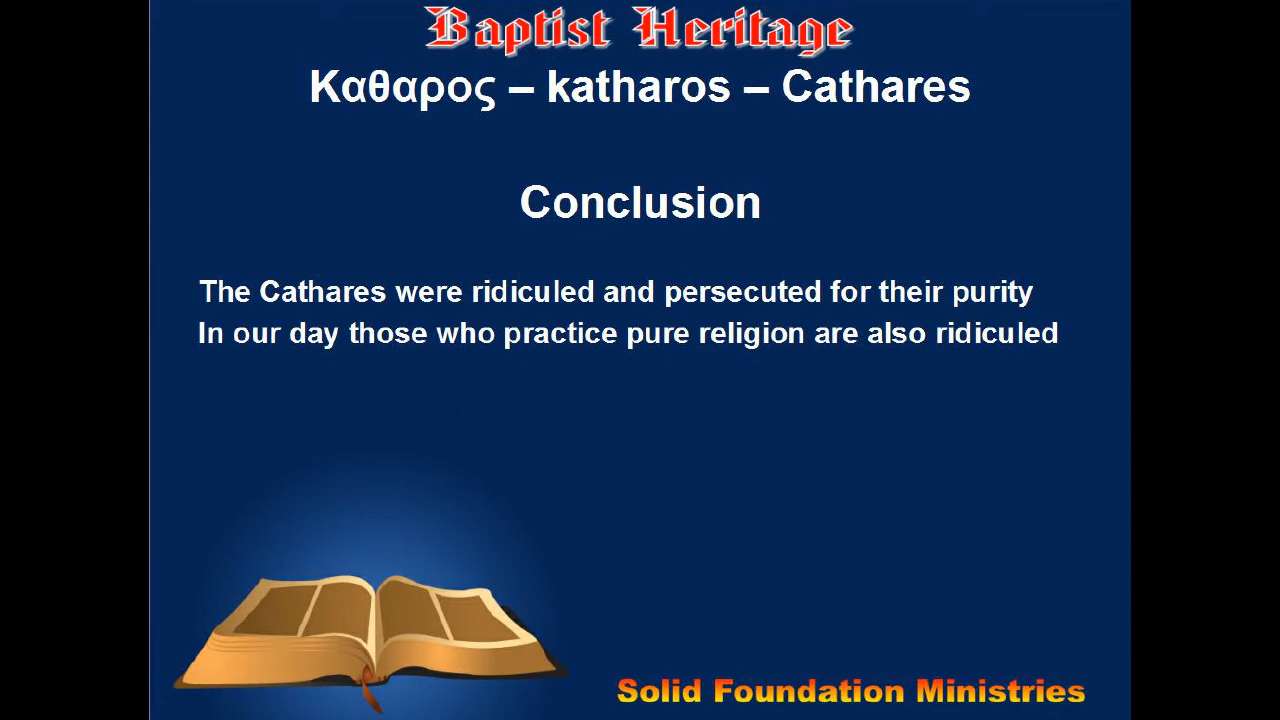 Baptist Heritage
Καθαρος – katharos – Cathares
Conclusion
The Cathares were ridiculed and persecuted for their purity
In our day those who practice pure religion are also ridiculed
Solid Foundation Ministries